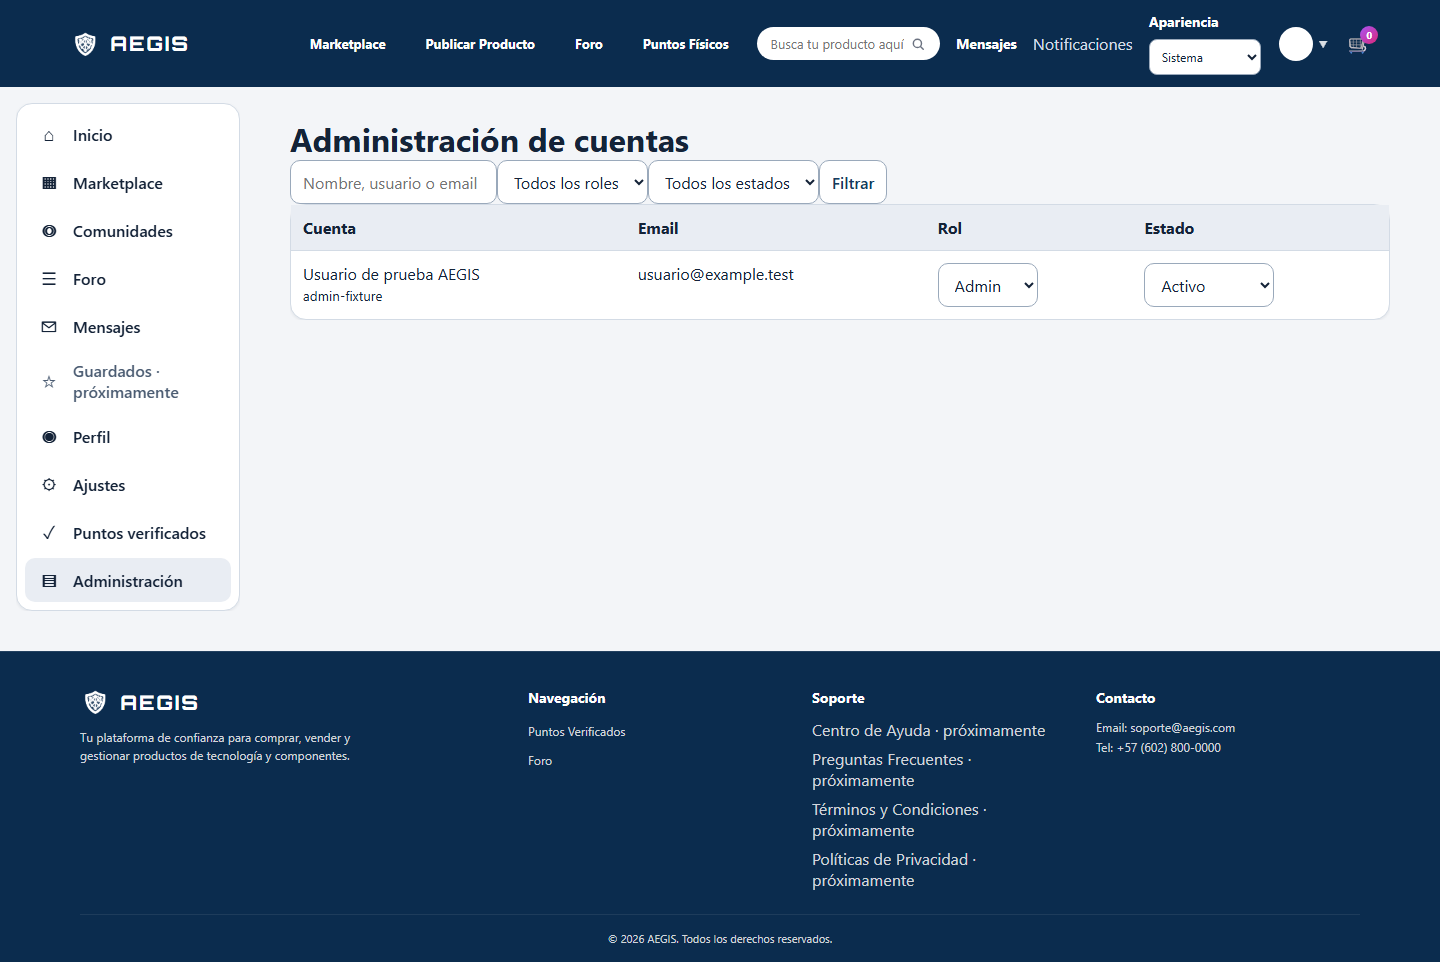 AEGIS
Marketplace
Publicar Producto
Foro
Puntos Físicos
Busca tu producto aquí
Mensajes
Notificaciones
Apariencia
Sistema
0
Inicio
Marketplace
Comunidades
Foro
Mensajes
Guardados ·
próximamente
Perfil
Ajustes
Puntos verificados
Administración
Administración de cuentas
Nombre, usuario o email
Todos los roles
Todos los estados
Filtrar
Cuenta Email Rol Estado
Usuario de prueba AEGIS usuario@example.test Admin Activo
admin-fixture
AEGIS
Tu plataforma de confianza para comprar, vender y
gestionar productos de tecnología y componentes.
Navegación
Puntos Verificados
Foro
Soporte
Centro de Ayuda · próximamente
Preguntas Frecuentes ·
próximamente
Términos y Condiciones ·
próximamente
Políticas de Privacidad ·
próximamente
Contacto
Email: soporte@aegis.com
Tel: +57 (602) 800-0000
© 2026 AEGIS. Todos los derechos reservados.